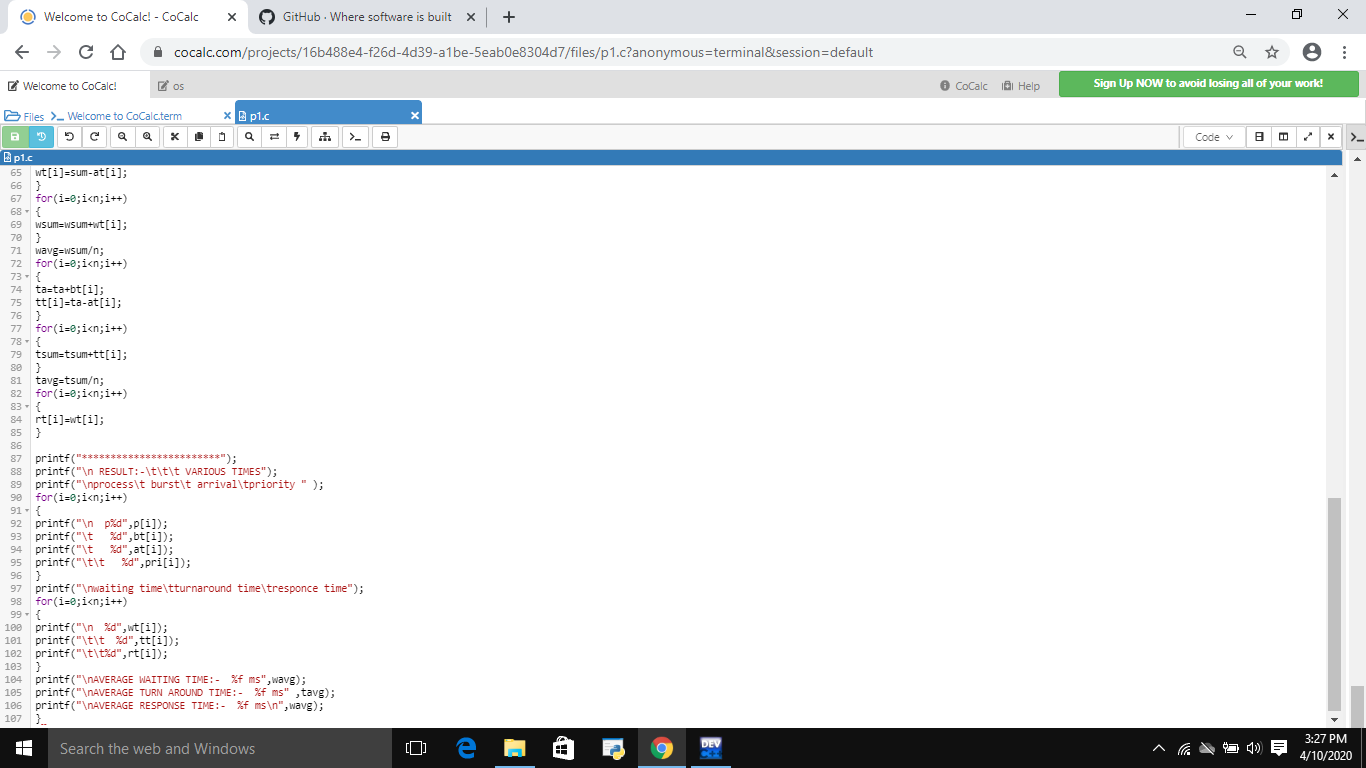 Welcome to CoCalc! - CoCalc
GitHub · Where software is built
cocalc.com/projects/16b488e4-f26d-4d39-a1be-5eab0e8304d7/files/p1.c?anonymous=terminal&session=default
Welcome to CoCalc!
os
CoCalc
Help
Sign Up NOW to avoid losing all of your work!
Files
Welcome to CoCalc.term
p1.c
Code
p1.c
65 wt[i]=sum-at[i];
66 }
67 for(i=0;i<n;i++)
68 {
69 wsum=wsum+wt[i];
70 }
71 wavg=wsum/n;
72 for(i=0;i<n;i++)
73 {
74 ta=ta+bt[i];
75 tt[i]=ta-at[i];
76 }
77 for(i=0;i<n;i++)
78 {
79 tsum=tsum+tt[i];
80 }
81 tavg=tsum/n;
82 for(i=0;i<n;i++)
83 {
84 rt[i]=wt[i];
85 }
86
87 printf("************************");
88 printf("\n RESULT:-\t\t\t VARIOUS TIMES");
89 printf("\nprocess\t burst\t arrival\tpriority " );
90 for(i=0;i<n;i++)
91 {
92 printf("\n  p%d",p[i]);
93 printf("\t   %d",bt[i]);
94 printf("\t   %d",at[i]);
95 printf("\t\t   %d",pri[i]);
96 }
97 printf("\nwaiting time\tturnaround time\tresponce time");
98 for(i=0;i<n;i++)
99 {
100 printf("\n  %d",wt[i]);
101 printf("\t\t  %d",tt[i]);
102 printf("\t\t%d",rt[i]);
103 }
104 printf("\nAVERAGE WAITING TIME:-  %f ms",wavg);
105 printf("\nAVERAGE TURN AROUND TIME:-  %f ms" ,tavg);
106 printf("\nAVERAGE RESPONSE TIME:-  %f ms\n",wavg);
107 }
Search the web and Windows
DEV
C++
3:27 PM
4/10/2020